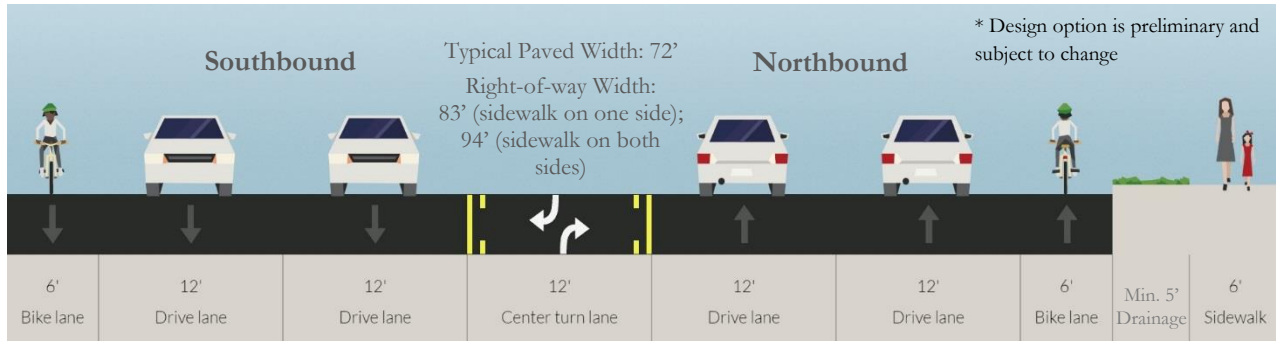 Southbound
Typical Paved Width: 72’
Right-of-way Width:
83’ (sidewalk on one side);
94’ (sidewalk on both
sides)
Northbound
* Design option is preliminary and
subject to change
6'
Bike lane
12'
Drive lane
12'
Drive lane
12'
Center turn lane
12'
Drive lane
12'
Drive lane
6'
Bike lane
Min. 5’
Drainage
6'
Sidewalk